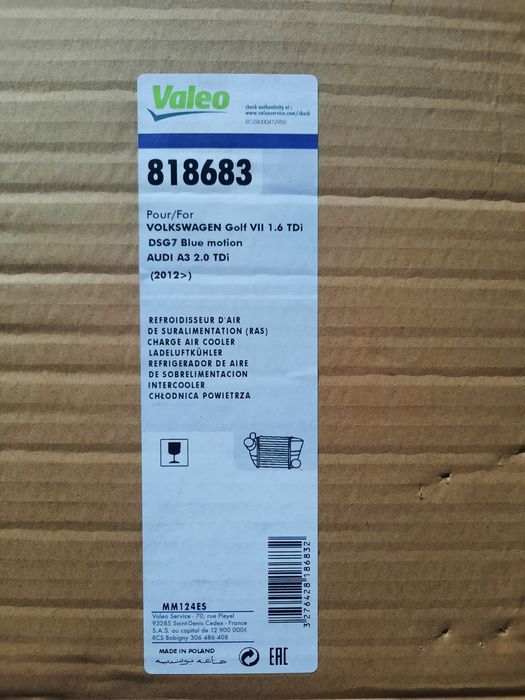 Valeo
check authenticity at :
www.valeoservice.com/check
818683
Pour/For
VOLKSWAGEN Golf VII 1.6 TDi
DSG7 Blue motion
AUDI A3 2.0 TDi
(2012>)
REFROIDISSEUR D'AIR
DE SURALIMENTATION (RAS)
CHARGE AIR COOLER
LADELUFTKÜHLER
REFRIGERADOR DE AIRE
DE SOBRELIMENTACION
INTERCOOLER
CHŁODNICA POWIETRZA
3 276428 186832
MM124ES
Valeo Service - 70, rue Pleyel
93285 Saint-Denis Cedex - France
S.A.S. au capital de 12 900 000€
RCS Bobigny 306 486 408
MADE IN POLAND
EAC